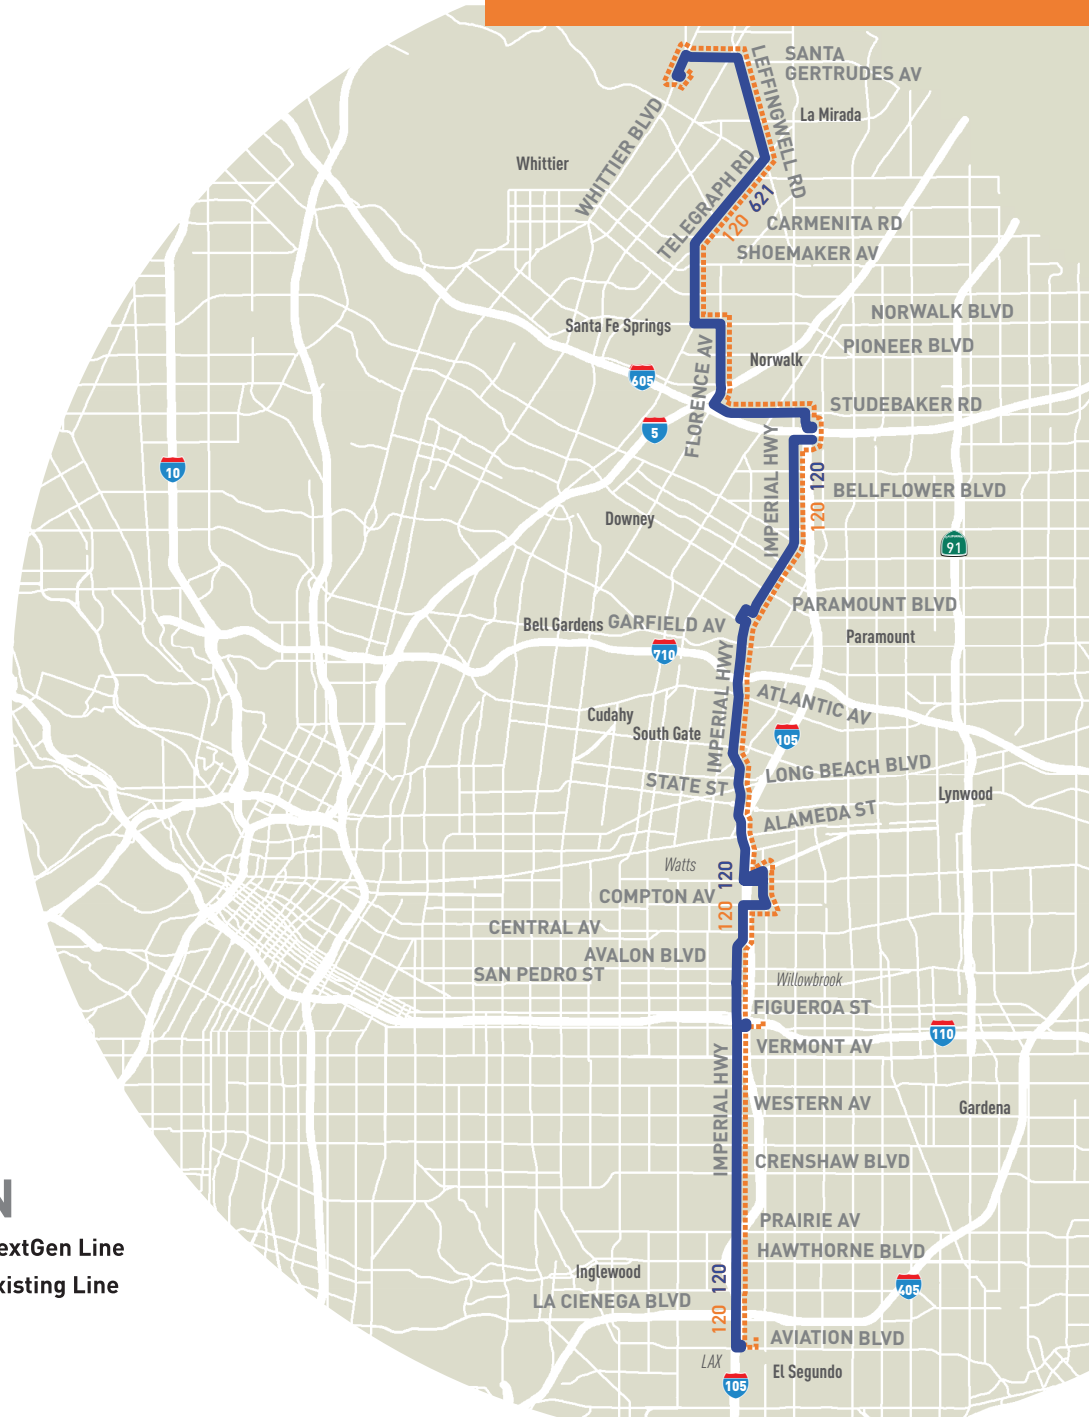 SANTA
GERTRUDES AV
LEFFINGWELL RD
La Mirada
WHITTIER BLVD
Whittier
TELEGRAPH RD
120 621
CARMENITA RD
SHOEMAKER AV
NORWALK BLVD
Santa Fe Springs
PIONEER BLVD
Norwalk
605
FLORENCE AV
STUDEBAKER RD
5
IMPERIAL HWY
10
120 120
BELLFLOWER BLVD
Downey
91
PARAMOUNT BLVD
Bell Gardens
GARFIELD AV
Paramount
710
IMPERIAL HWY
ATLANTIC AV
Cudahy
South Gate
105
LONG BEACH BLVD
STATE ST
Lynwood
ALAMEDA ST
Watts
120 120
COMPTON AV
CENTRAL AV
AVALON BLVD
SAN PEDRO ST
Willowbrook
FIGUEROA ST
110
VERMONT AV
IMPERIAL HWY
WESTERN AV
Gardena
CRENSHAW BLVD
N
PRAIRIE AV
extGen Line
HAWTHORNE BLVD
Inglewood
xisting Line
405
120 120
LA CIENEGA BLVD
AVIATION BLVD
LAX
El Segundo
105